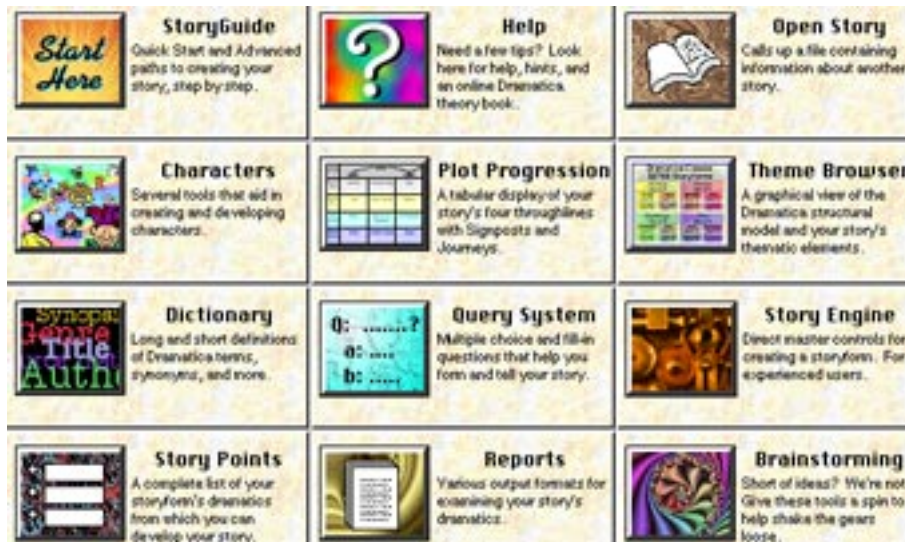 Start
Here
StoryGuide
Quick Start and Advanced
paths to creating your
story, step by step.
Help
Need a few tips? Look
here for help, hints, and
an online Dramatica
theory book.
Open Story
Calls up a file containing
information about another
story.
Characters
Several tools that aid in
creating and developing
characters.
Plot Progression
A tabular display of your
story's four throughlines
with Signposts and
Journeys.
Theme Browser
A graphical view of the
Dramatica structural
model and your story's
thematic elements.
Synops
Genre
Title
Auth
Dictionary
Long and short definitions
of Dramatica terms,
synonyms, and more.
Q: .......?
a: ....
b: .....
Query System
Multiple choice and fill-in
questions that help you
form and tell your story.
Story Engine
Direct master controls for
creating a storyform. For
experienced users.
Story Points
A complete list of your
storyform's dramatics
from which you can
develop your story.
Reports
Various output formats for
examining your story's
dramatics.
Brainstorming
Short of ideas? We're not
Give these tools a spin to
help shake the gears
loose.